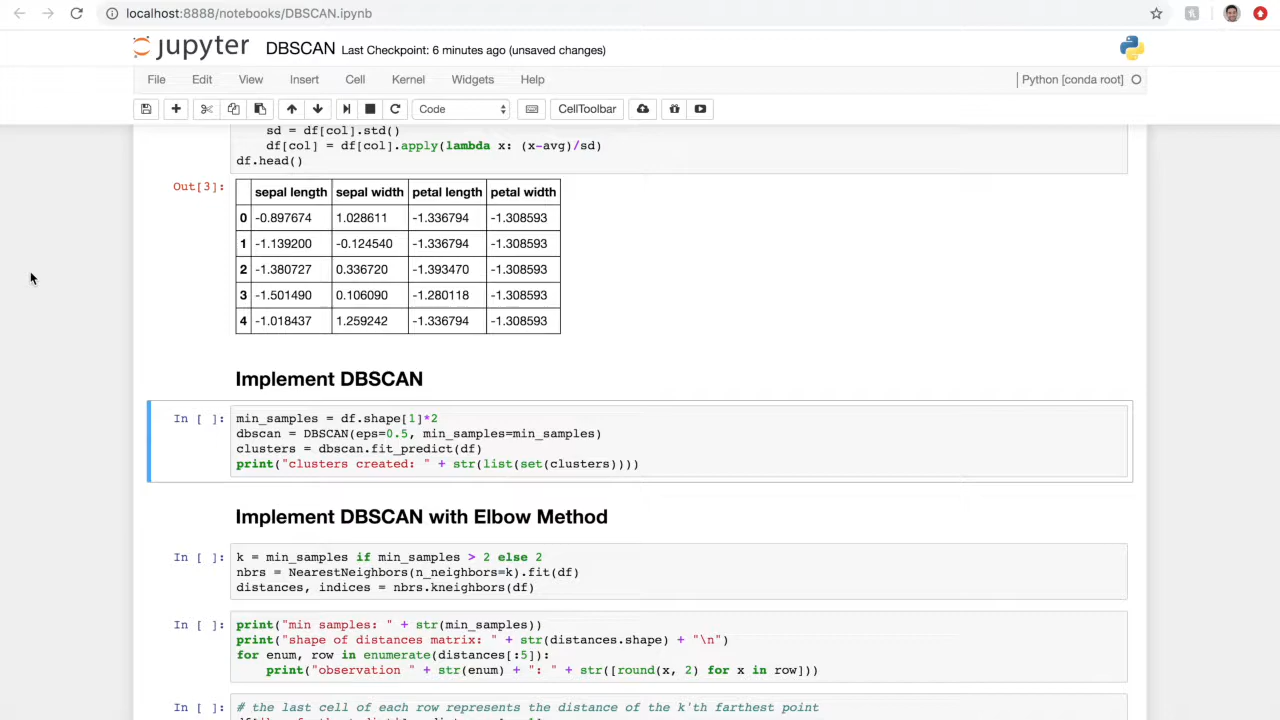 localhost:8888/notebooks/DBSCAN.ipynb
jupyter DBSCAN Last Checkpoint: 6 minutes ago (unsaved changes)
File Edit View Insert Cell Kernel Widgets Help Python [conda root]
Code CellToolbar
sd = df[col].std()
df[col] = df[col].apply(lambda x: (x-avg)/sd)
df.head()
Out[3]:
sepal length sepal width petal length petal width
0 -0.897674 1.028611 -1.336794 -1.308593
1 -1.139200 -0.124540 -1.336794 -1.308593
2 -1.380727 0.336720 -1.393470 -1.308593
3 -1.501490 0.106090 -1.280118 -1.308593
4 -1.018437 1.259242 -1.336794 -1.308593
Implement DBSCAN
In [ ]: min_samples = df.shape[1]*2
dbscan = DBSCAN(eps=0.5, min_samples=min_samples)
clusters = dbscan.fit_predict(df)
print("clusters created: " + str(list(set(clusters))))
Implement DBSCAN with Elbow Method
In [ ]: k = min_samples if min_samples > 2 else 2
nbrs = NearestNeighbors(n_neighbors=k).fit(df)
distances, indices = nbrs.kneighbors(df)
In [ ]: print("min samples: " + str(min_samples))
print("shape of distances matrix: " + str(distances.shape) + "\n")
for enum, row in enumerate(distances[:5]):
print("observation " + str(enum) + ": " + str([round(x, 2) for x in row]))
In [ ]: # the last cell of each row represents the distance of the k'th farthest point